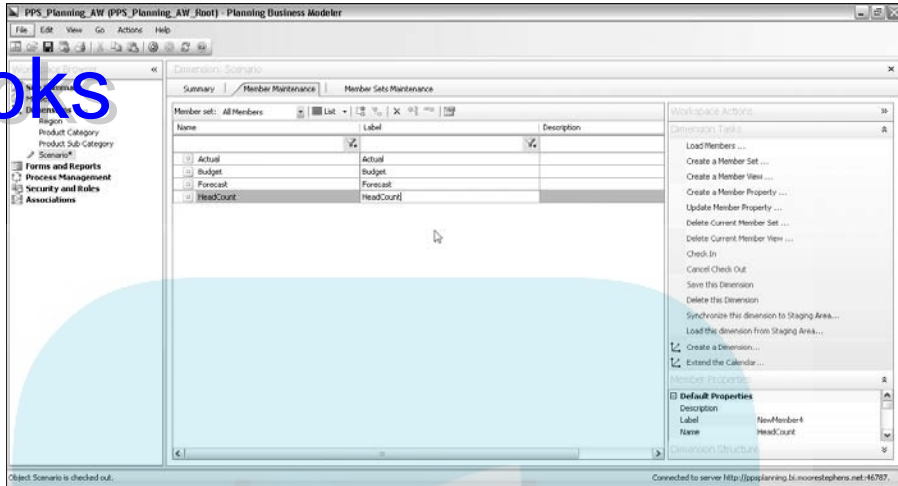 PPS_Planning_AW (PPS_Planning_AW_Root) - Planning Business Modeler
File Edit View Go Actions Help
Dimension: Scenario
Summary Member Maintenance Member Sets Maintenance
oks
Dimensions
Region
Product Category
Product Sub-Category
Scenario*
Forms and Reports
Process Management
Security and Roles
Associations
Member set: All Members List
Name Label Description
Actual Actual
Budget Budget
Forecast Forecast
HeadCount HeadCount
Workspace Actions
Dimension Tasks
Load Members ...
Create a Member Set ...
Create a Member View ...
Create a Member Property ...
Update Member Property ...
Delete Current Member Set ...
Delete Current Member View ...
Check In
Cancel Check Out
Save this Dimension
Delete this Dimension
Synchronize this dimension to Staging Area...
Load this dimension from Staging Area...
Create a Dimension...
Extend the Calendar...
Member Properties
Default Properties
Description
Label NewMember4
Name HeadCount
Dimension Structure
Object Scenario is checked out.
Connected to server http://ppsplanning.bi.moorestephens.net:46787.